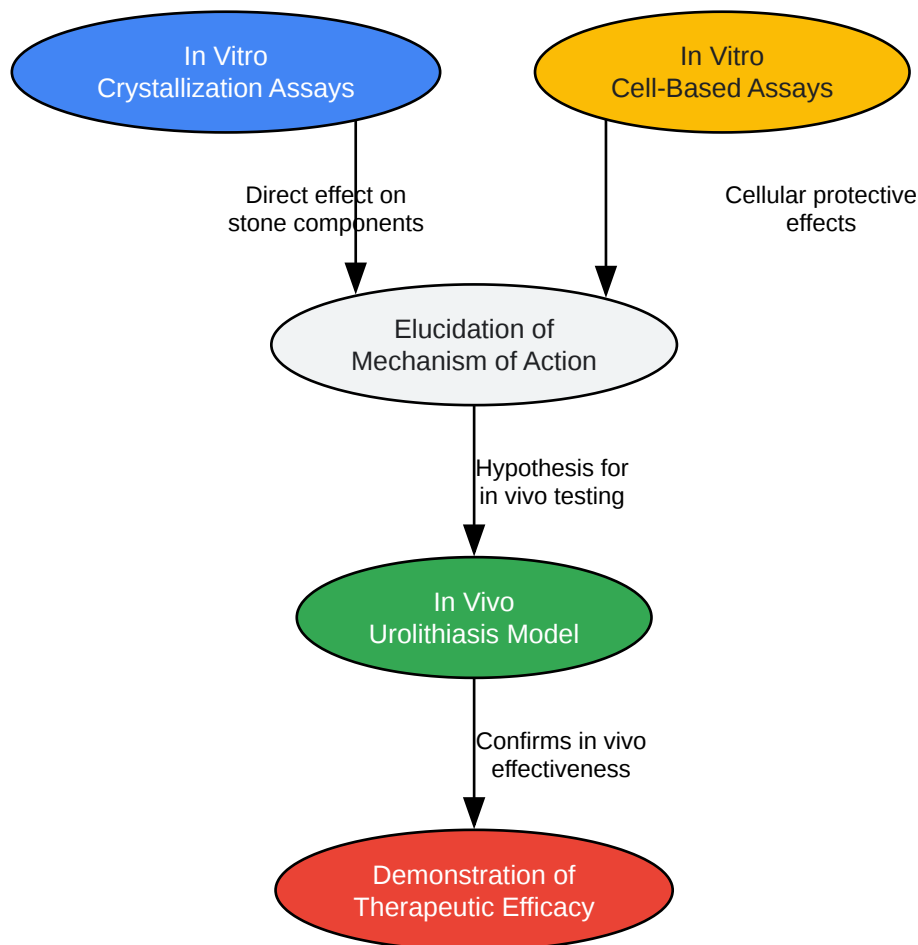 In Vitro
Crystallization Assays
In Vitro
Cell-Based Assays
Direct effect on
stone components
Cellular protective
effects
Elucidation of
Mechanism of Action
Hypothesis for
in vivo testing
In Vivo
Urolithiasis Model
Confirms in vivo
effectiveness
Demonstration of
Therapeutic Efficacy